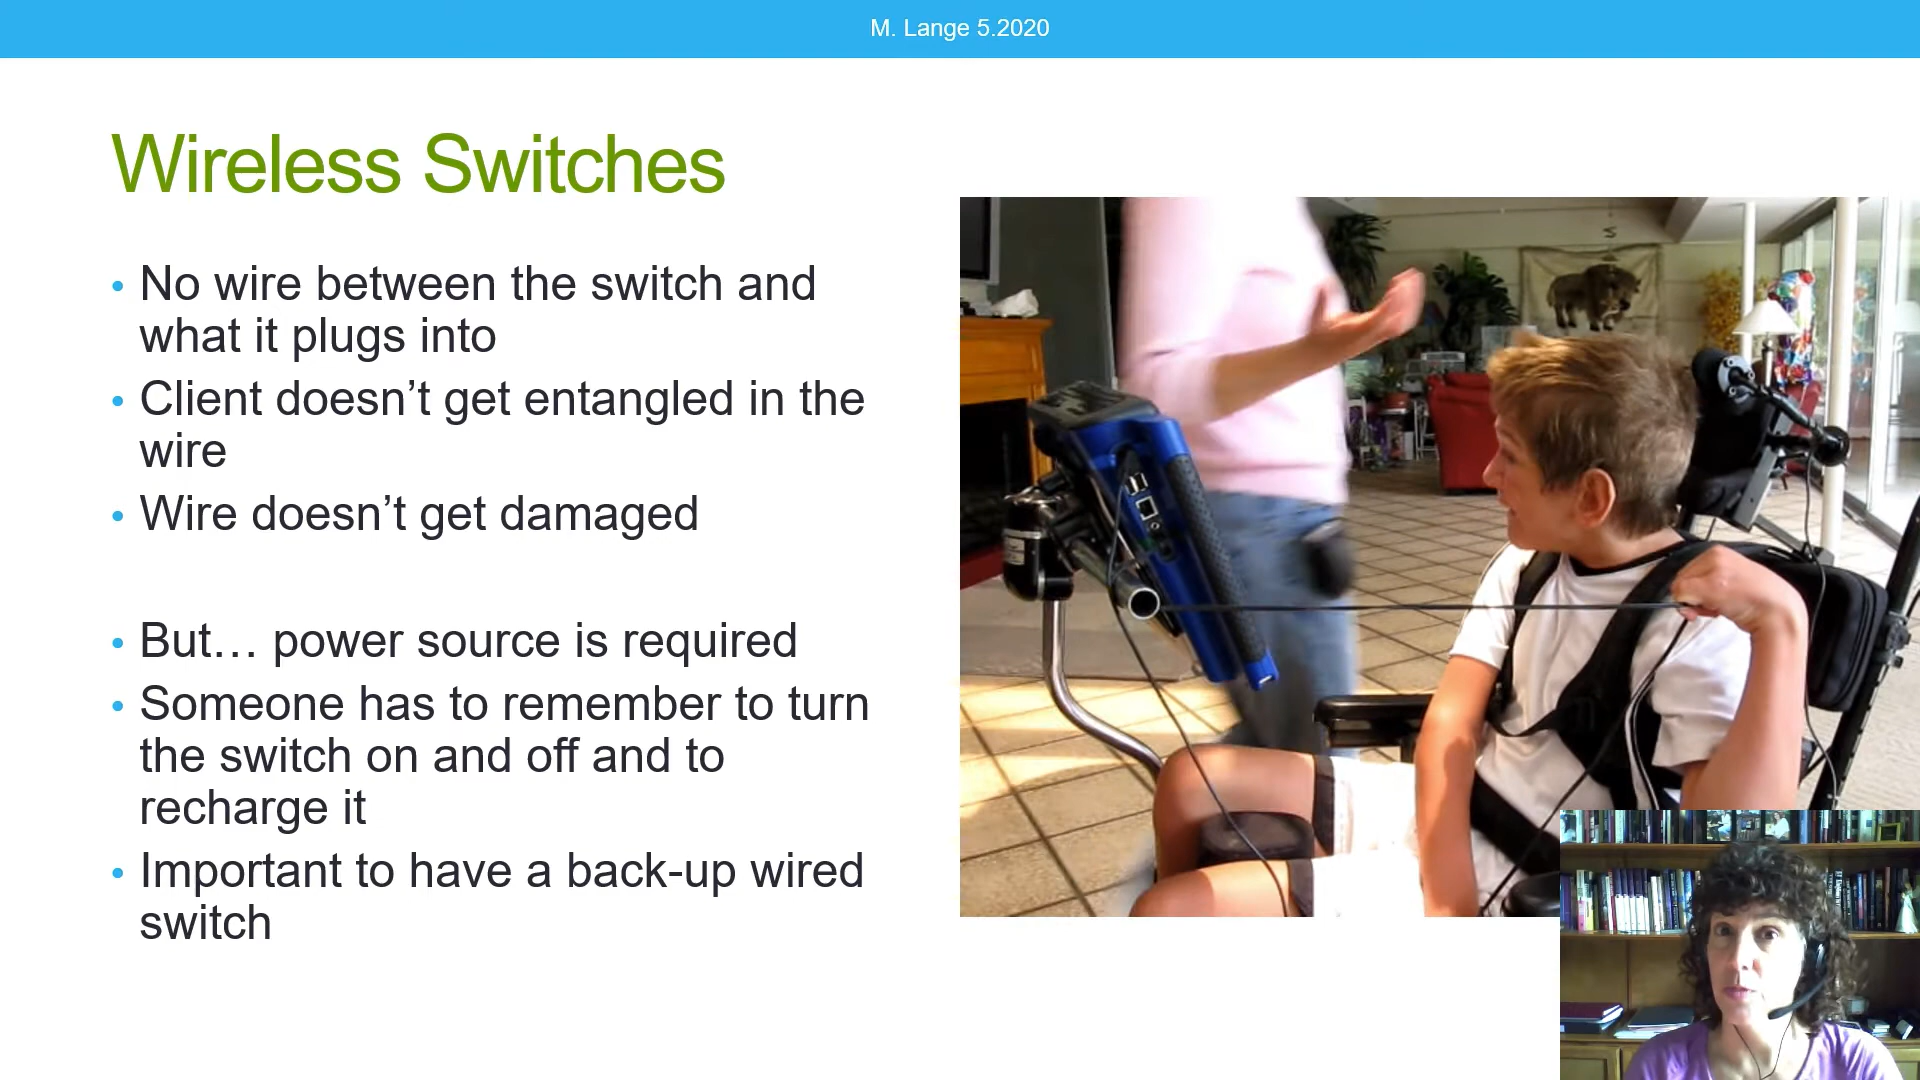 M. Lange 5.2020
Wireless Switches
• No wire between the switch and
what it plugs into
• Client doesn’t get entangled in the
wire
• Wire doesn’t get damaged
• But… power source is required
• Someone has to remember to turn
the switch on and off and to
recharge it
• Important to have a back-up wired
switch